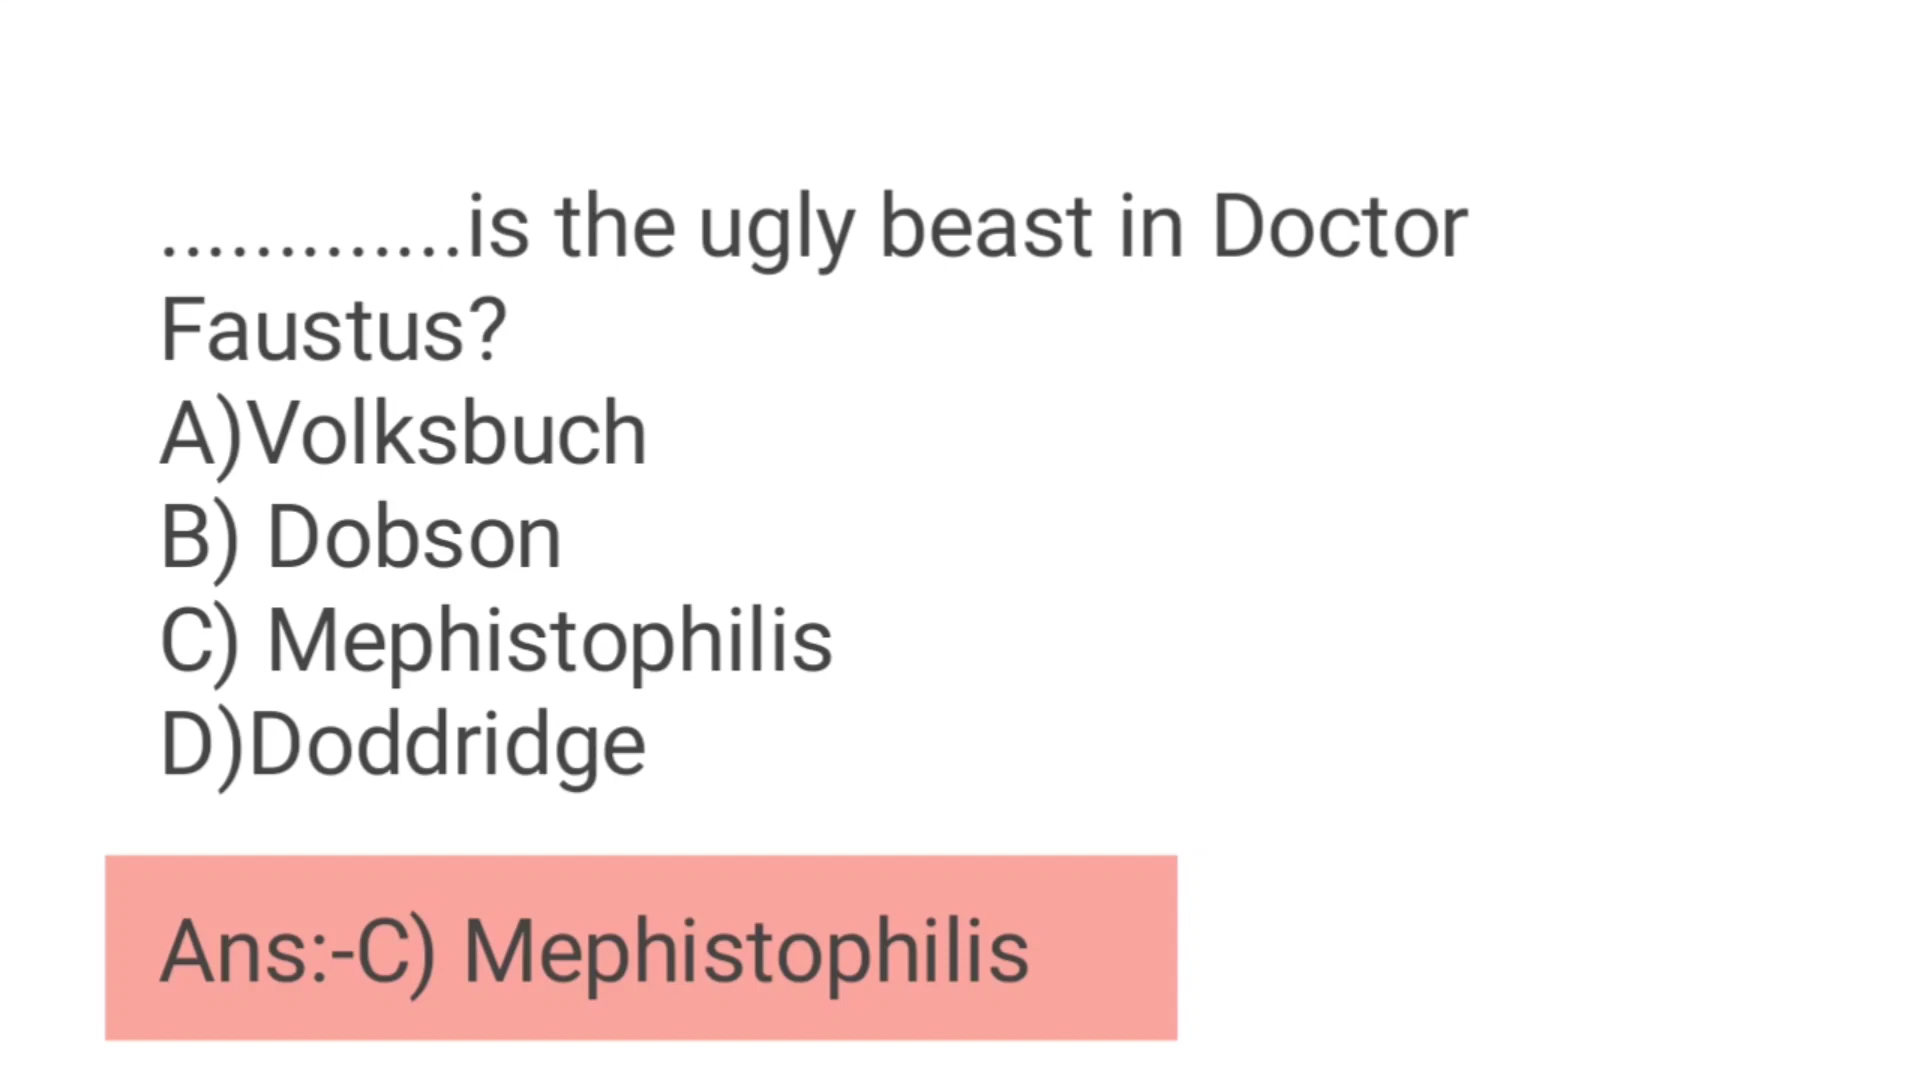 .............is the ugly beast in Doctor
Faustus?
A)Volksbuch
B) Dobson
C) Mephistophilis
D)Doddridge
Ans:-C) Mephistophilis